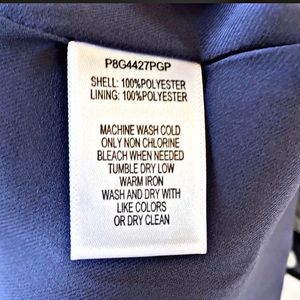 P8G4427PGP
SHELL: 100%POLYESTER
LINING: 100%POLYESTER
MACHINE WASH COLD
ONLY NON CHLORINE
BLEACH WHEN NEEDED
TUMBLE DRY LOW
WARM IRON
WASH AND DRY WITH
LIKE COLORS
OR DRY CLEAN